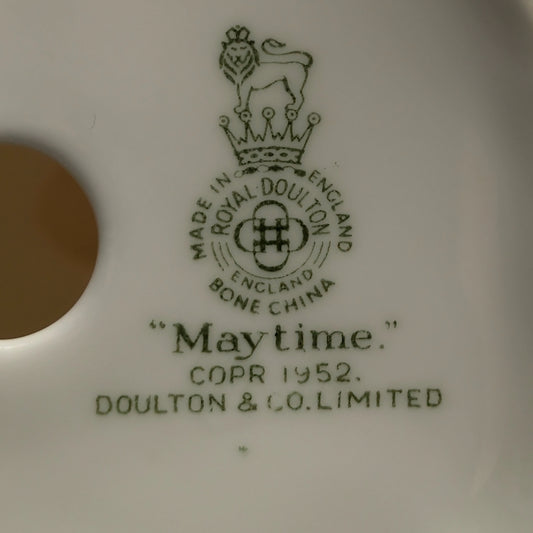 MADE IN ENGLAND
ROYAL DOULTON
ENGLAND
BONE CHINA
"Maytime."
COPR 1952.
DOULTON & CO. LIMITED